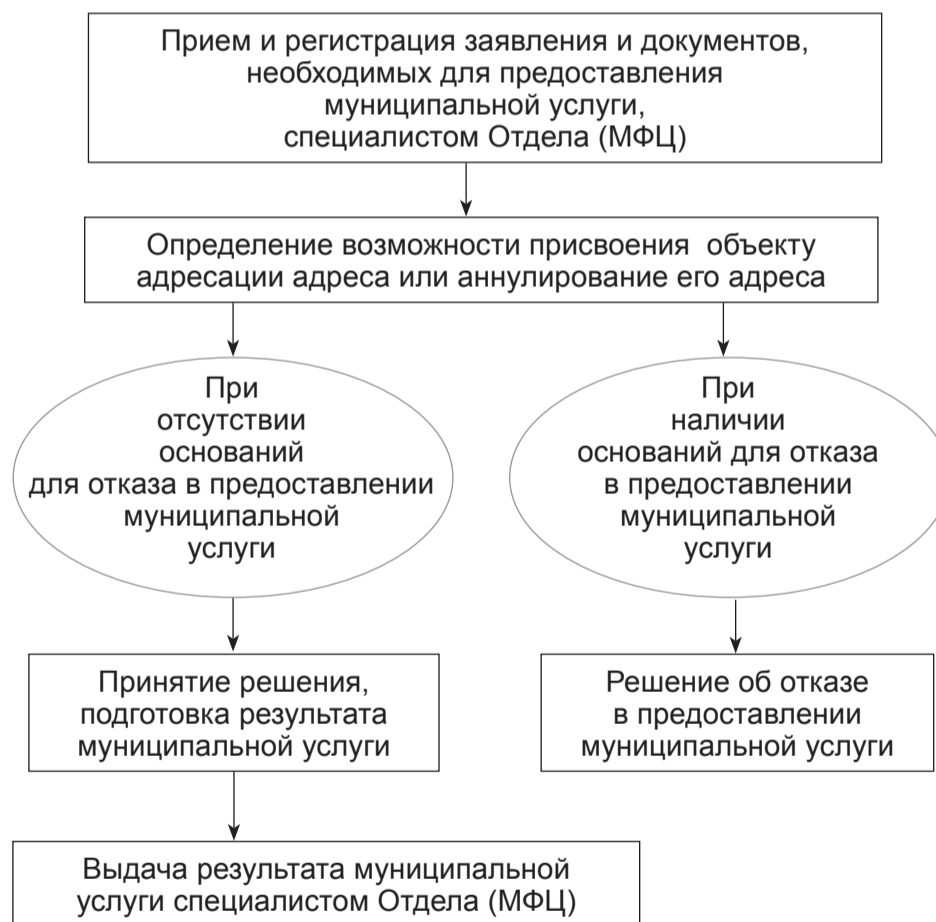 Прием и регистрация заявления и документов,
необходимых для предоставления
муниципальной услуги,
специалистом Отдела (МФЦ)
Определение возможности присвоения объекту
адресации адреса или аннулирование его адреса
При
отсутствии
оснований
для отказа в предоставлении
муниципальной
услуги
При
наличии
оснований для отказа
в предоставлении
муниципальной
услуги
Принятие решения,
подготовка результата
муниципальной услуги
Решение об отказе
в предоставлении
муниципальной услуги
Выдача результата муниципальной
услуги специалистом Отдела (МФЦ)